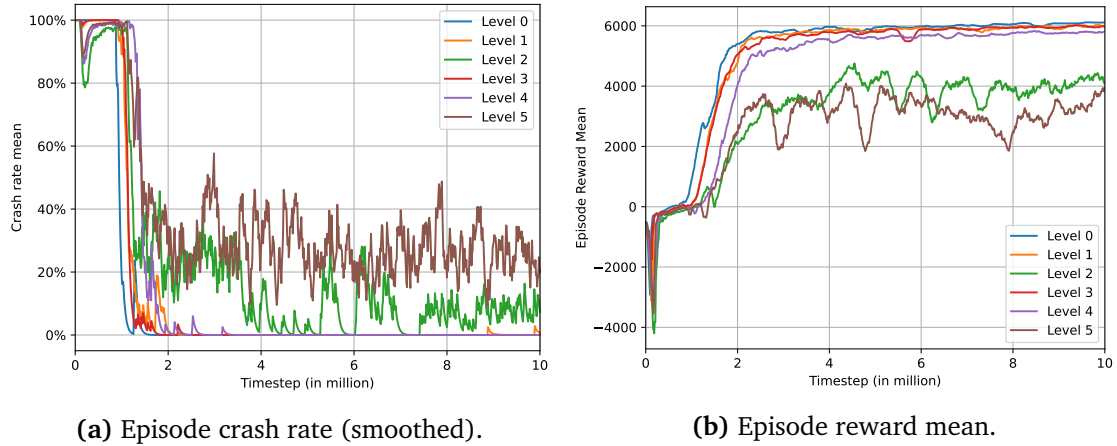 100%
80%
60%
40%
20%
0%
Crash rate mean
0
2
4
6
8
10
Timestep (in million)
Level 0
Level 1
Level 2
Level 3
Level 4
Level 5
(a) Episode crash rate (smoothed).
6000
4000
2000
0
−2000
−4000
Episode Reward Mean
0
2
4
6
8
10
Timestep (in million)
Level 0
Level 1
Level 2
Level 3
Level 4
Level 5
(b) Episode reward mean.